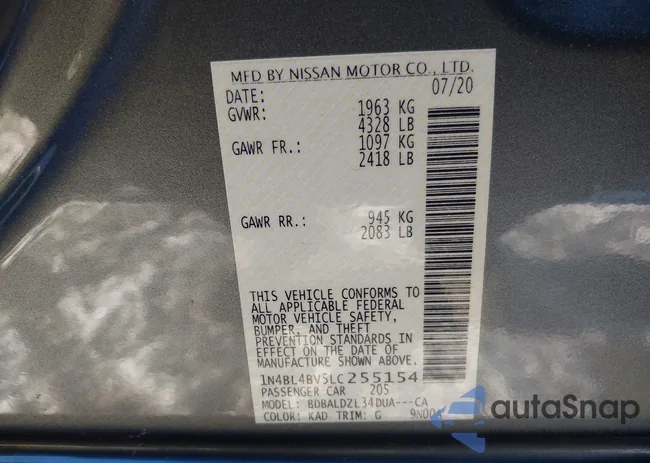 MFD BY NISSAN MOTOR CO., LTD.
DATE: 07/20
GVWR: 1963 KG
4328 LB
GAWR FR.: 1097 KG
2418 LB
GAWR RR.: 945 KG
2083 LB
THIS VEHICLE CONFORMS TO
ALL APPLICABLE FEDERAL
MOTOR VEHICLE SAFETY,
BUMPER, AND THEFT
PREVENTION STANDARDS IN
EFFECT ON THE DATE OF
MANUFACTURE SHOWN ABOVE.
1N4BL4BV5LC255154
PASSENGER CAR 205
MODEL: BDBALDZL34DUA---CA
COLOR: KAD TRIM: G
autoSnap